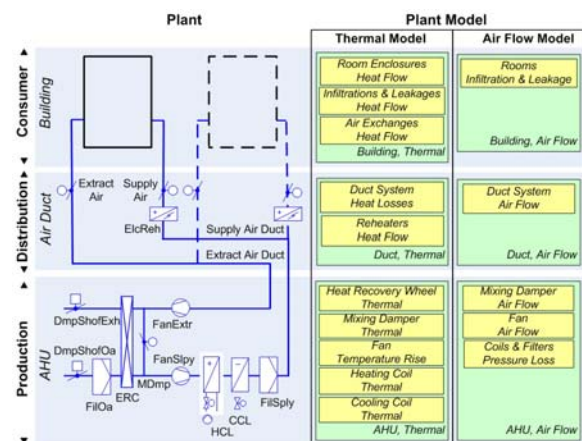 Plant
Plant Model
Thermal Model
Air Flow Model
Consumer
Building
Room Enclosures
Heat Flow
Infiltrations & Leakages
Heat Flow
Air Exchanges
Heat Flow
Building, Thermal
Rooms
Infiltration & Leakage
Building, Air Flow
Distribution
Air Duct
Extract
Air
Supply
Air
ElcReh
Supply Air Duct
Extract Air Duct
Duct System
Heat Losses
Reheaters
Heat Flow
Duct, Thermal
Duct System
Air Flow
Duct, Air Flow
Production
AHU
DmpShofExh
DmpShofOa
FilOa
ERC
MDmp
FanExtr
FanSlpy
HCL
CCL
FilSply
Heat Recovery Wheel
Thermal
Mixing Damper
Thermal
Fan
Temperature Rise
Heating Coil
Thermal
Cooling Coil
Thermal
AHU, Thermal
Mixing Damper
Air Flow
Fan
Air Flow
Coils & Filters
Pressure Loss
AHU, Air Flow